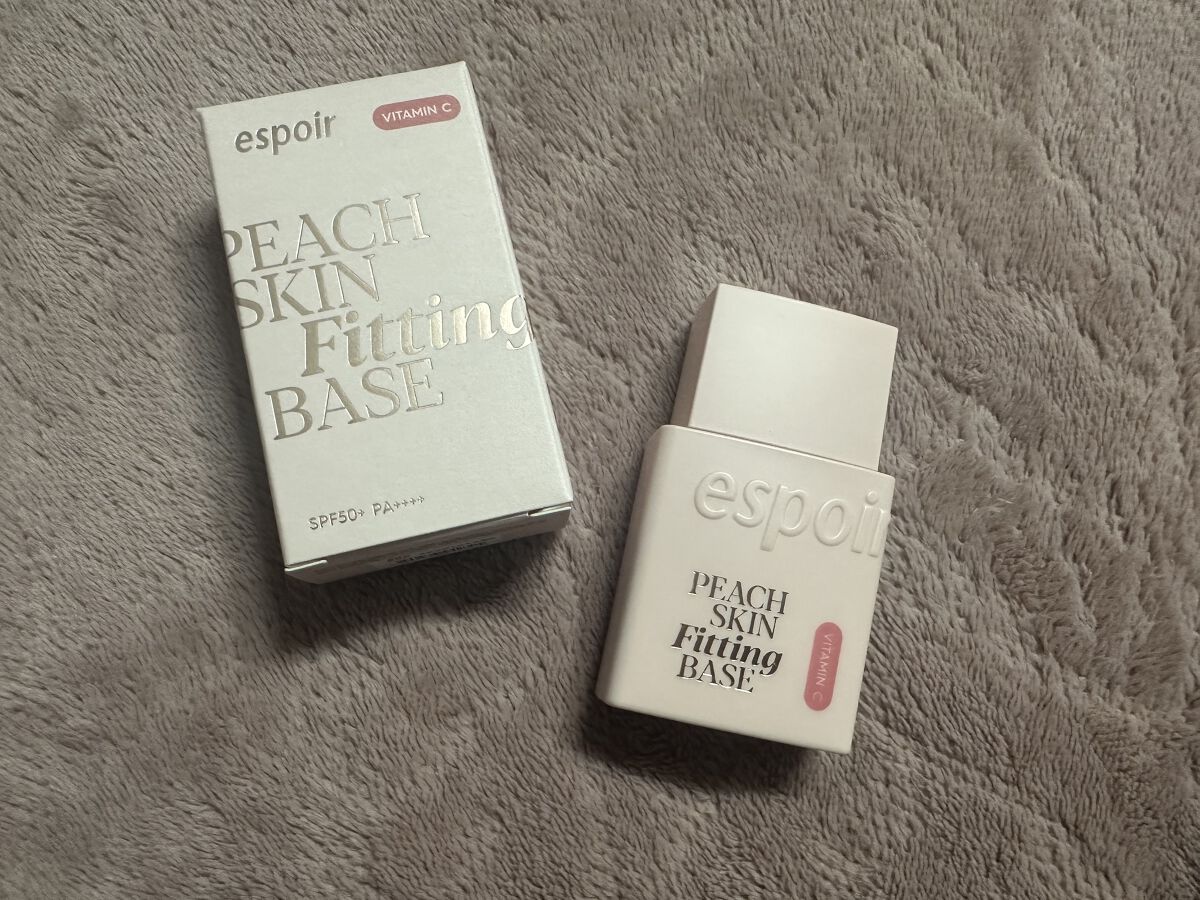 espoir
VITAMIN C
PEACH
SKIN
Fitting
BASE
SPF50+ PA++++
espoir
PEACH
SKIN
Fitting
BASE
VITAMIN C